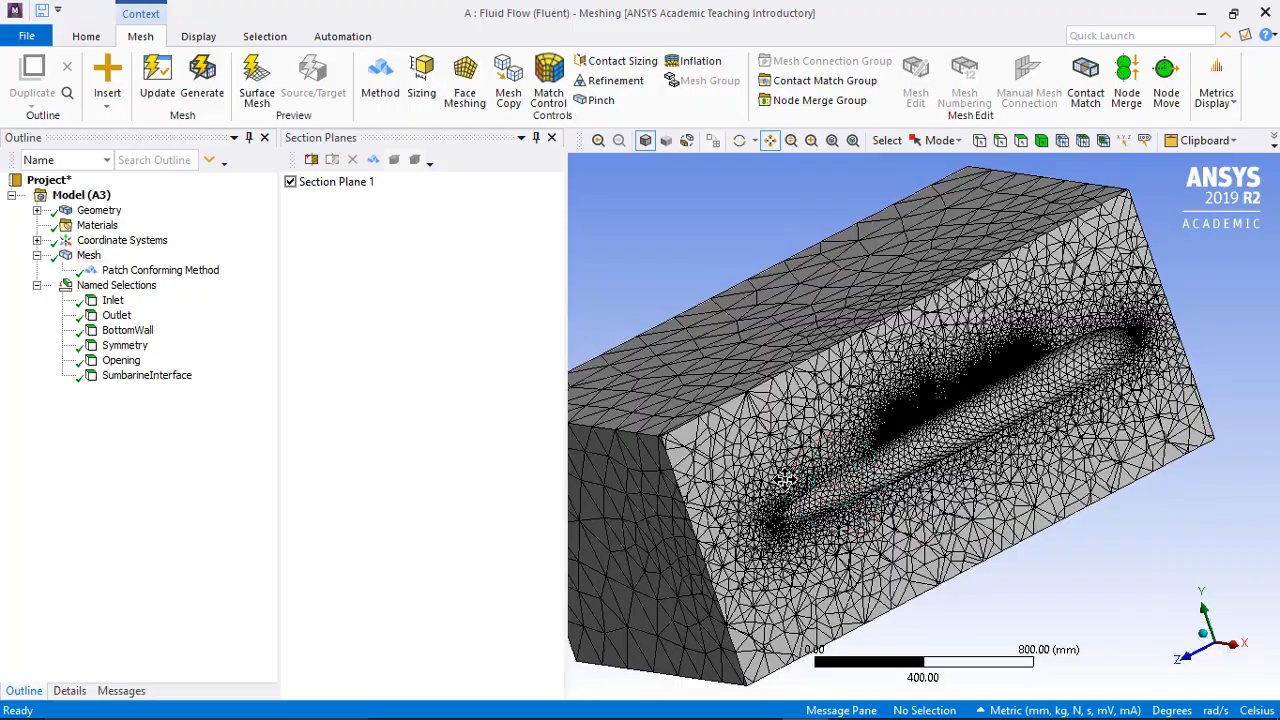 A : Fluid Flow (Fluent) - Meshing [ANSYS Academic Teaching Introductory]
Context
File Home Mesh Display Selection Automation Quick Launch
Duplicate
Outline
Insert
Update Generate
Mesh
Surface Mesh Source/Target
Preview
Method Sizing Face Meshing Mesh Copy Match Control
Contact Sizing
Refinement
Pinch
Inflation
Mesh Group
Controls
Mesh Connection Group
Contact Match Group
Node Merge Group
Mesh Edit Mesh Numbering Manual Mesh Connection Contact Match Node Merge Node Move
Mesh Edit
Metrics Display
Outline
Name Search Outline
Project*
Model (A3)
Geometry
Materials
Coordinate Systems
Mesh
Patch Conforming Method
Named Selections
Inlet
Outlet
BottomWall
Symmetry
Opening
SumbarineInterface
Section Planes
Section Plane 1
Select Mode Clipboard
ANSYS
2019 R2
ACADEMIC
0.00 800.00 (mm)
400.00
Y
X
Z
Outline Details Messages
Ready Message Pane No Selection Metric (mm, kg, N, s, mV, mA) Degrees rad/s Celsius